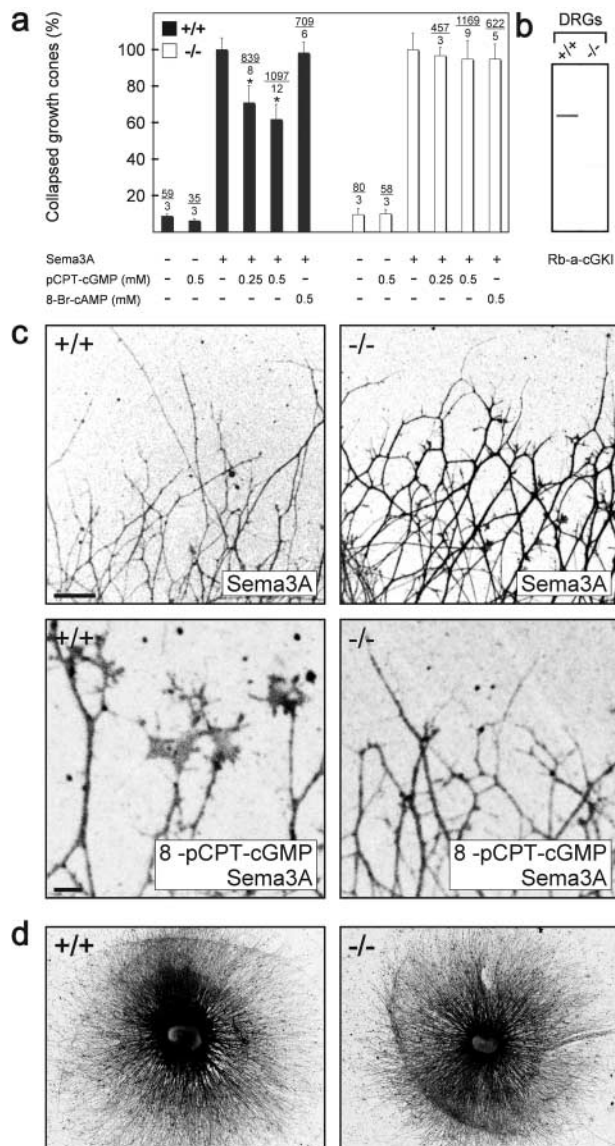 a
b
Collapsed growth cones (%)
100
80
60
40
20
+/+
-/-
59
3
35
3
839
8
*
1097
12
*
709
6
80
3
58
3
457
3
1169
9
622
5
Sema3A - - + + + + - - + + + +
pCPT-cGMP (mM) - 0.5 - 0.25 0.5 - - 0.5 - 0.25 0.5 -
8-Br-cAMP (mM) - - - - - 0.5 - - - - - 0.5
DRGs
+/+ -/-
Rb-a-cGKI
c
+/+
Sema3A
-/-
Sema3A
+/+
8 -pCPT-cGMP
Sema3A
-/-
8 -pCPT-cGMP
Sema3A
d
+/+
-/-